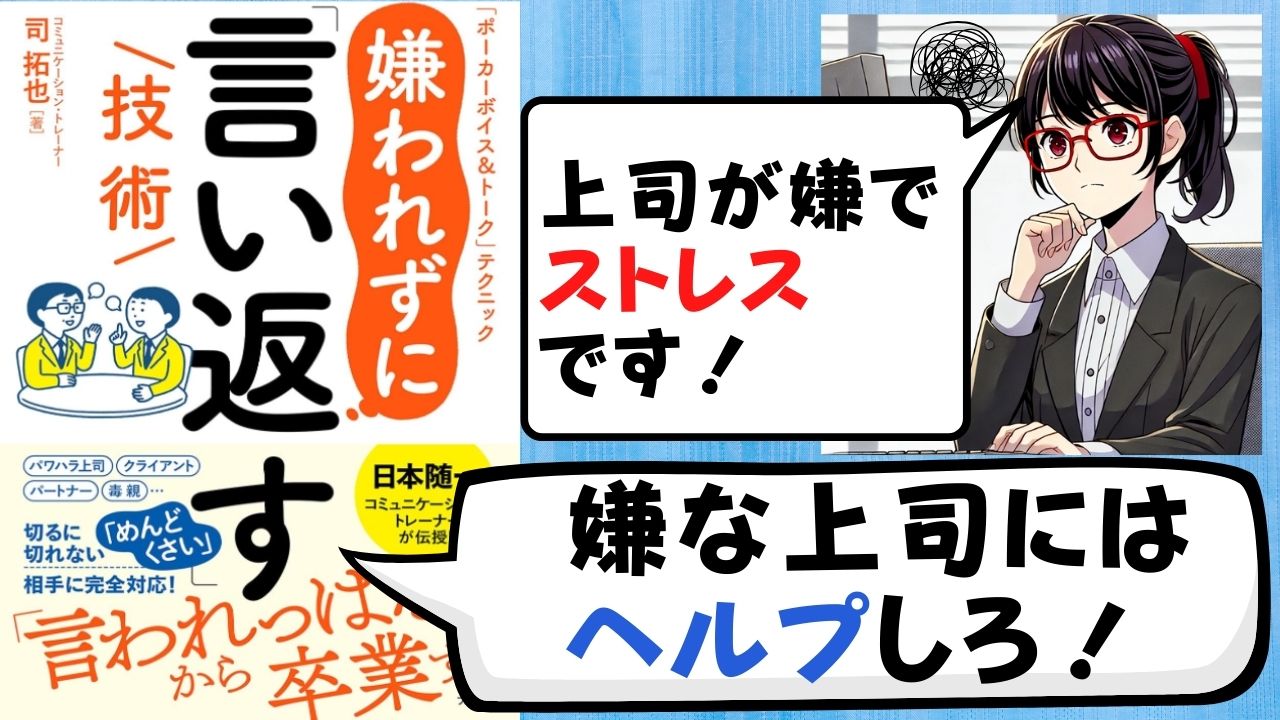 「ポーカーボイス&トーク」テクニック
嫌われずに
「言い返す」
技術
コミュニケーション・トレーナー
司 拓也[著]
パワハラ上司
クライアント
パートナー
毒親…
切るに
切れない
「めんど
くさい」
相手に完全対応!
日本随一
コミュニケーシ
トレーナー
が伝授
「言われっぱ
から卒業す
上司が嫌で
ストレス
です!
嫌な上司には
ヘルプしろ!